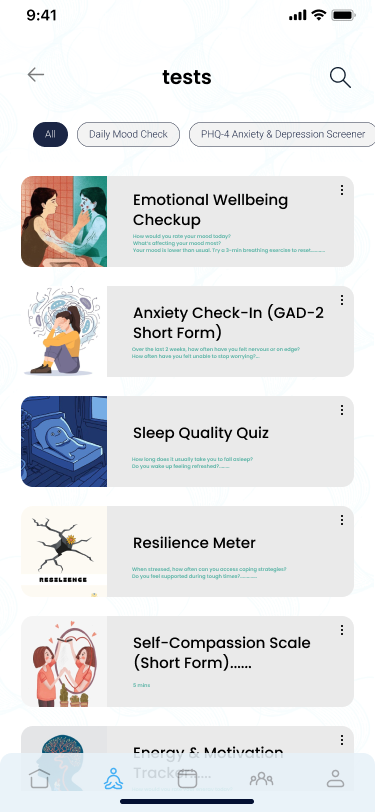 9:41
tests
All
Daily Mood Check
PHQ-4 Anxiety & Depression Screener
Emotional Wellbeing
Checkup
How would you rate your mood today?
What's affecting your mood most?
Your mood is lower than usual. Try a 3-min breathing exercise to reset..........
Anxiety Check-In (GAD-2
Short Form)
Over the last 2 weeks, how often have you felt nervous or on edge?
How often have you felt unable to stop worrying?...
Sleep Quality Quiz
How long does it usually take you to fall asleep?
Do you wake up feeling refreshed?.......
RESILIENCE
Resilience Meter
When stressed, how often can you access coping strategies?
Do you feel supported during tough times?............
Self-Compassion Scale
(Short Form)......
5 mins
Energy & Motivation
Tracker......